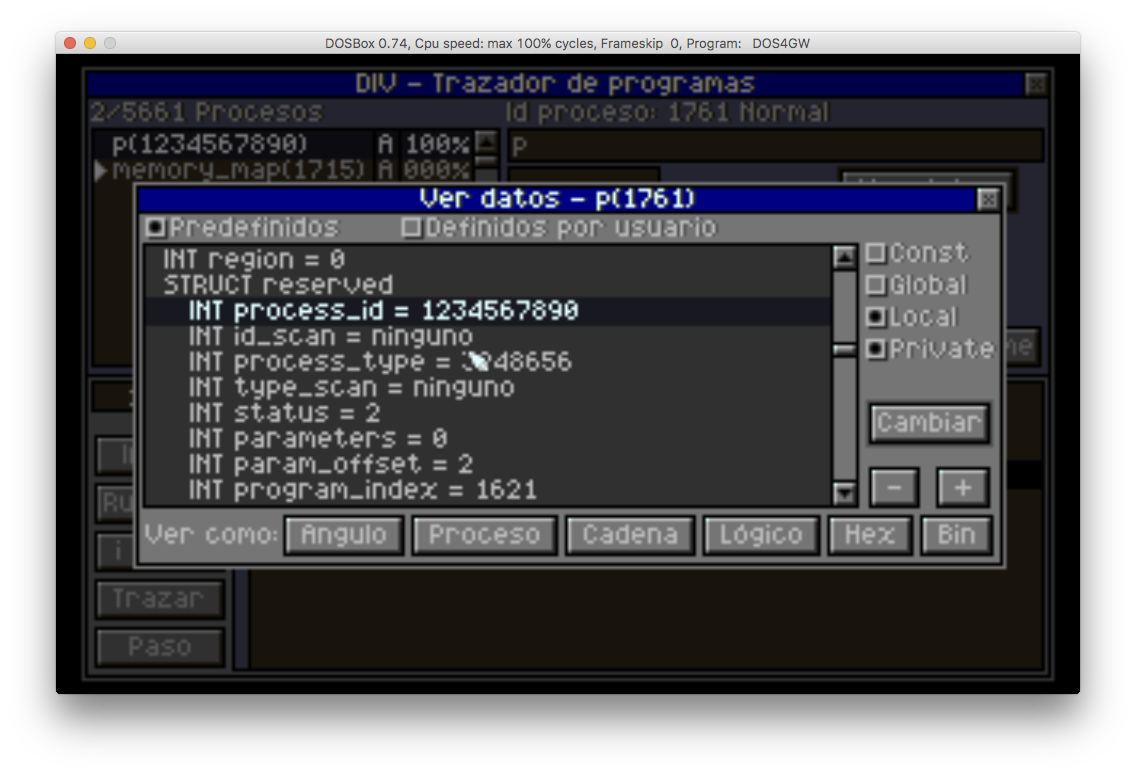 DOSBox 0.74, Cpu speed: max 100% cycles, Frameskip 0, Program: DOS4GW
DIV - Trazador de programas
2/5661 Procesos
Id proceso: 1761 Normal
p(1234567890) A 100%
p
memory_map(1715) A 000%
Ver datos - p(1761)
Predefinidos
Definidos por usuario
INT region = 0
STRUCT reserved
INT process_id = 1234567890
INT id_scan = ninguno
INT process_type =
INT type_scan = ninguno
INT status = 2
INT parameters = 0
INT param_offset = 2
INT program_index = 1621
Const
Global
Local
Private
Cambiar
- +
Ver como: Angulo Proceso Cadena Lógico Hex Bin
Trazar
Paso